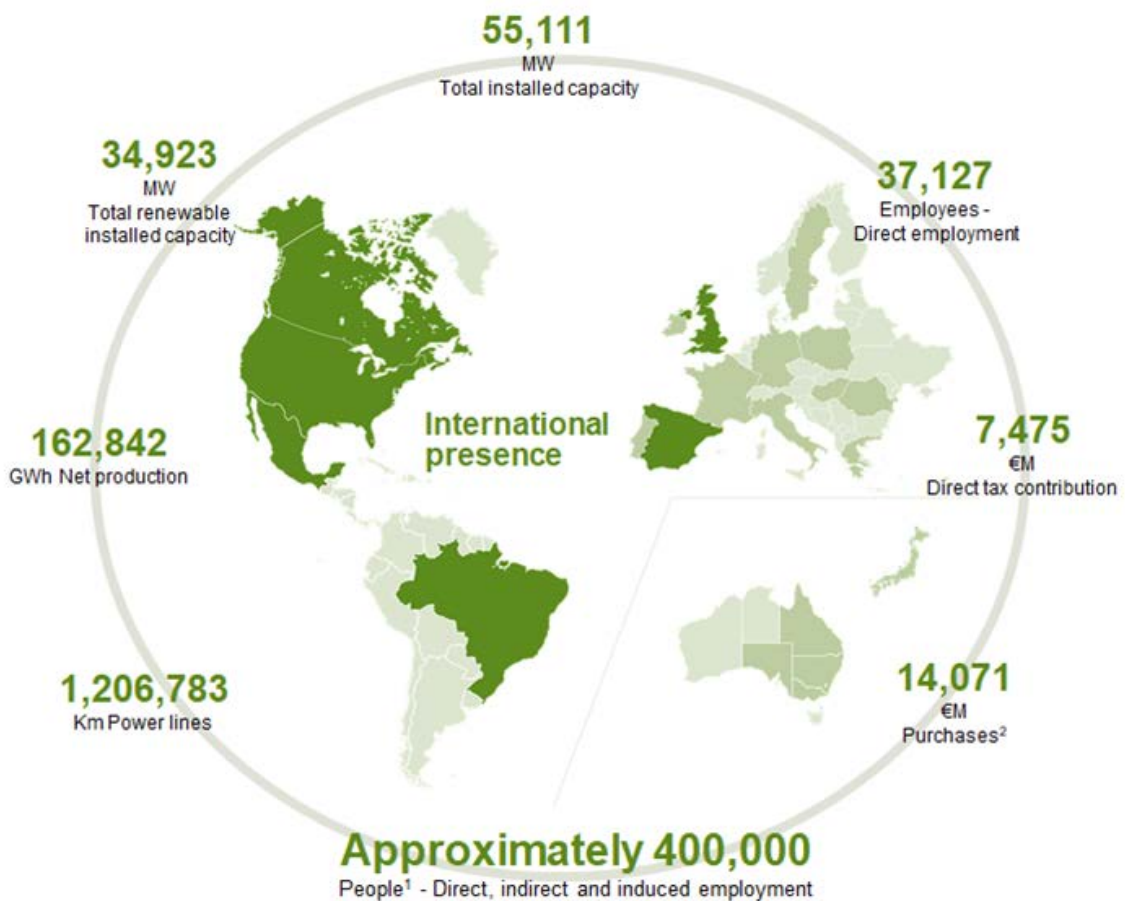 55,111
MW
Total installed capacity
34,923
MW
Total renewable
installed capacity
37,127
Employees -
Direct employment
International
presence
162,842
GWh Net production
7,475
€M
Direct tax contribution
1,206,783
Km Power lines
14,071
€M
Purchases²
Approximately 400,000
People¹ - Direct, indirect and induced employment